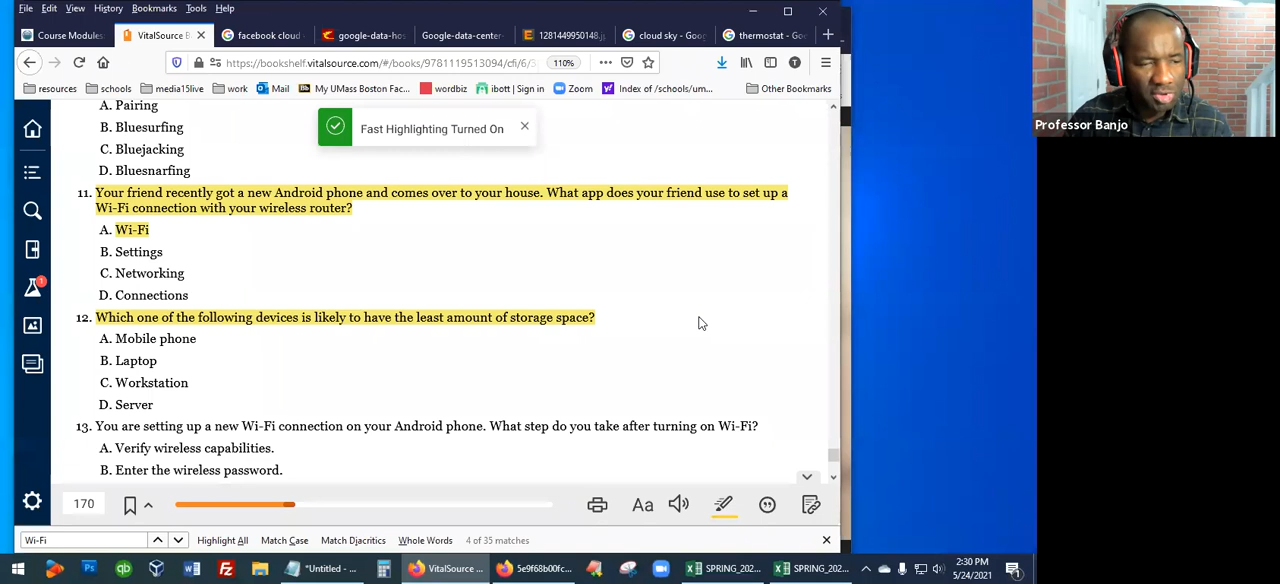 File Edit View History Bookmarks Tools Help
Course Modules: VitalSource B facebook cloud - google-data-hos Google-data-center- 1281449950148.j cloud sky - Goog thermostat - Goo
https://bookshelf.vitalsource.com/#/books/9781119513094/cfi/6/3 110%
resources schools media15live work Mail My UMass Boston Fac... wordbiz ibott | Sign in Zoom Index of /schools/um... Other Bookmarks
Professor Banjo
A. Pairing
Fast Highlighting Turned On
B. Bluesurfing
C. Bluejacking
D. Bluesnarfing
11. Your friend recently got a new Android phone and comes over to your house. What app does your friend use to set up a
Wi-Fi connection with your wireless router?
A. Wi-Fi
B. Settings
C. Networking
D. Connections
12. Which one of the following devices is likely to have the least amount of storage space?
A. Mobile phone
B. Laptop
C. Workstation
D. Server
13. You are setting up a new Wi-Fi connection on your Android phone. What step do you take after turning on Wi-Fi?
A. Verify wireless capabilities.
B. Enter the wireless password.
170 Aa
Wi-Fi Highlight All Match Case Match Diacritics Whole Words 4 of 35 matches
*Untitled - ... VitalSource ... 5e9f68b00fc... SPRING_202... SPRING_202... 2:30 PM
5/24/2021